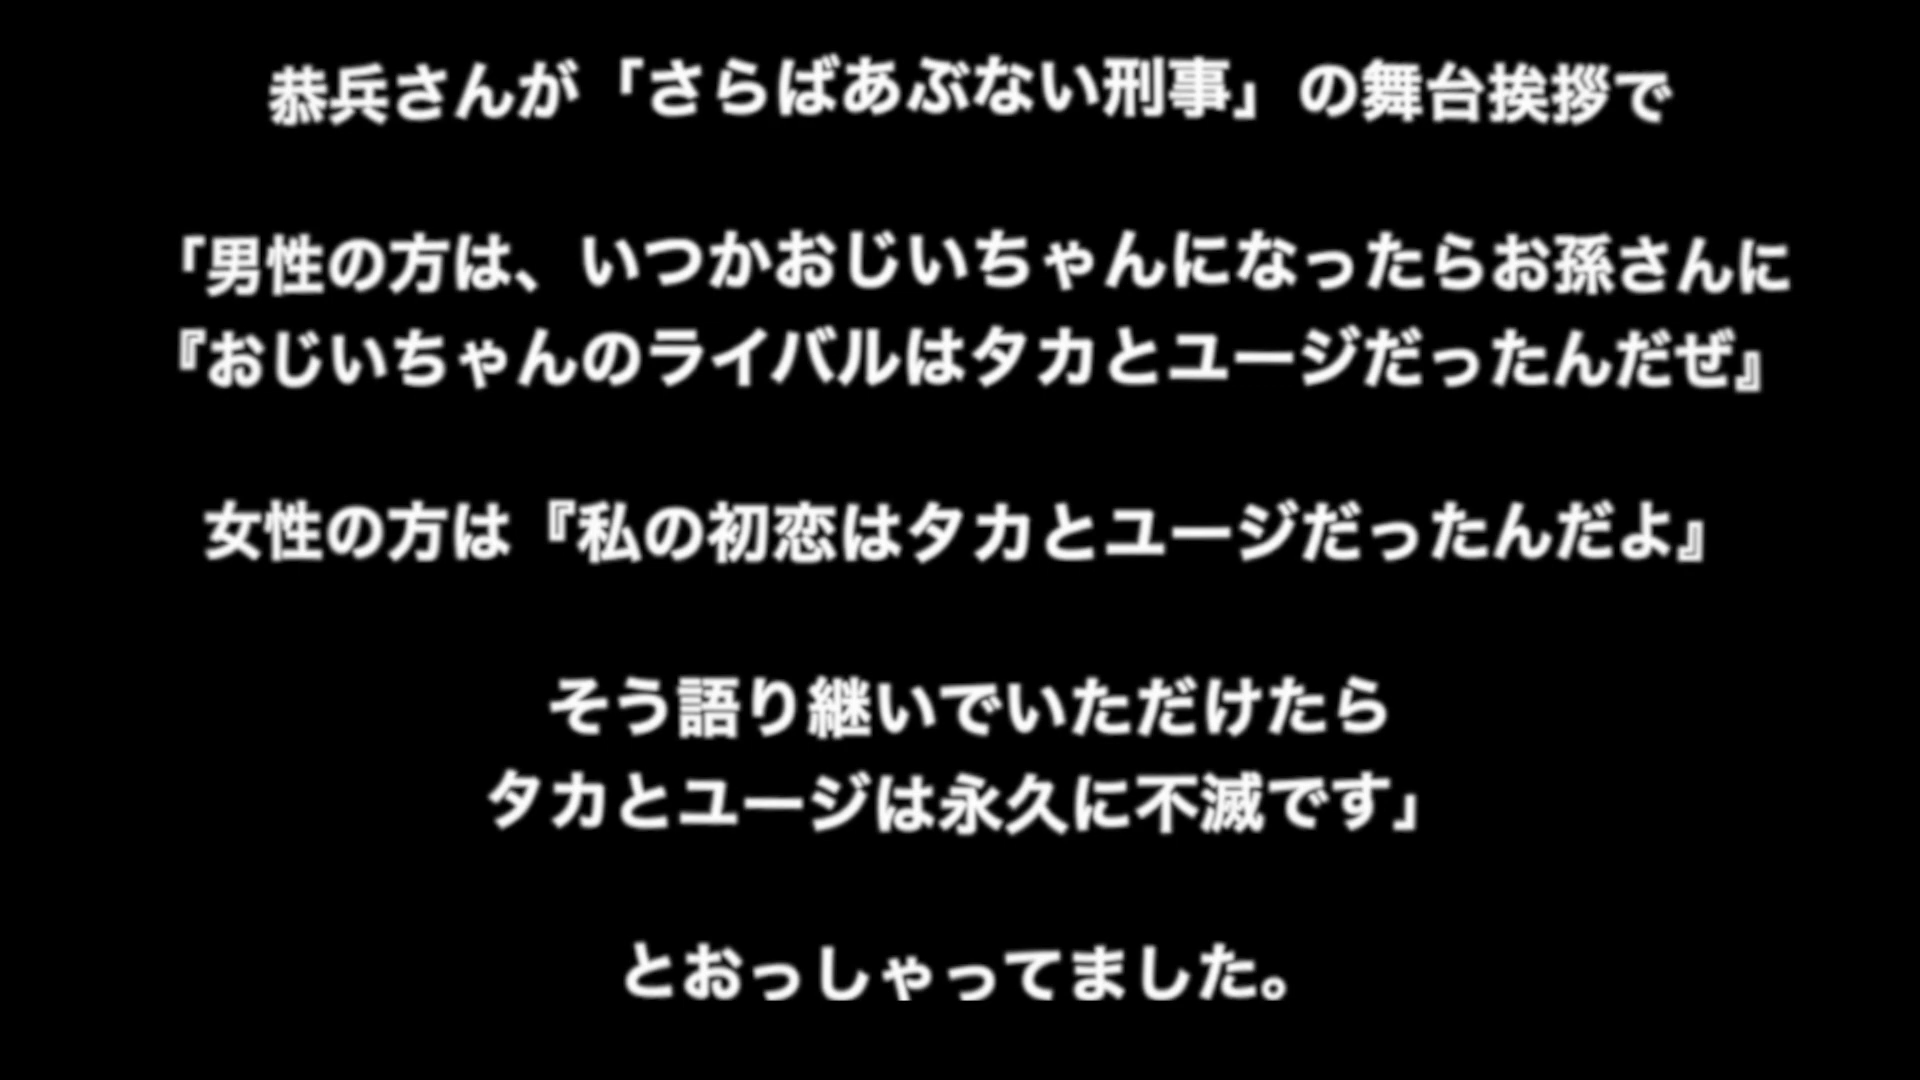 恭兵さんが「さらばあぶない刑事」の舞台挨拶で
「男性の方は、いつかおじいちゃんになったらお孫さんに
『おじいちゃんのライバルはタカとユージだったんだぜ』
女性の方は『私の初恋はタカとユージだったんだよ』
そう語り継いでいただけたら
タカとユージは永久に不滅です」
とおっしゃってました。